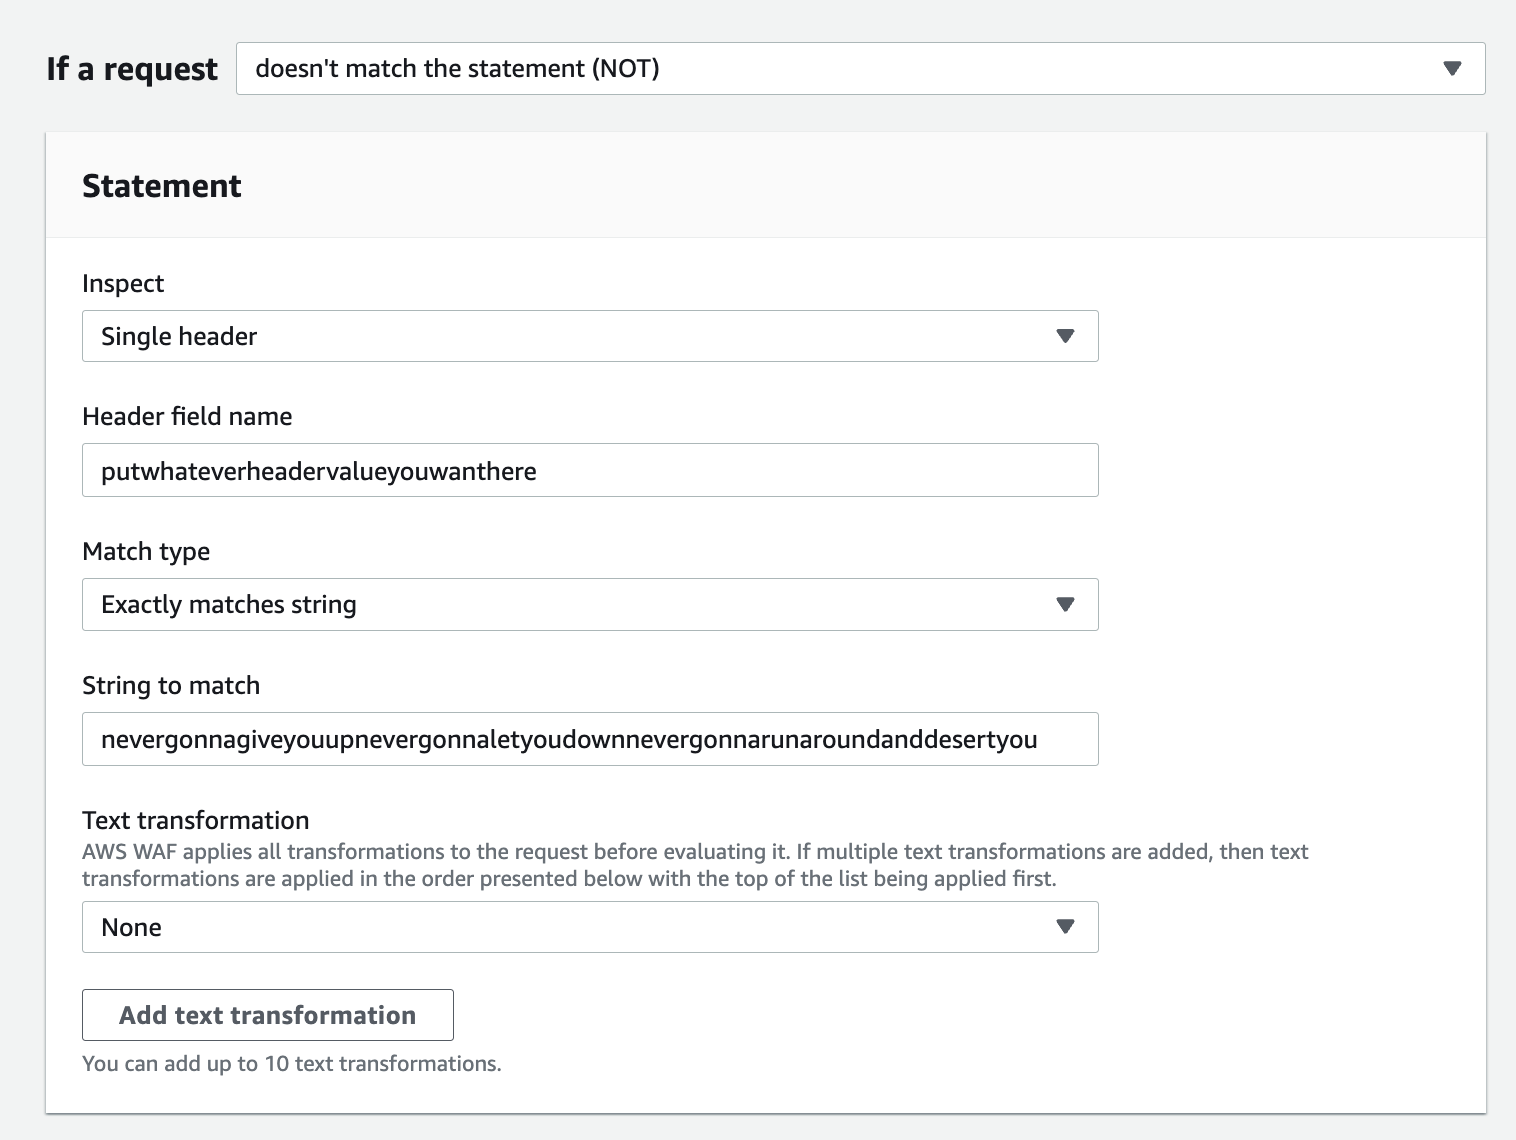 If a request
doesn't match the statement (NOT)
Statement
Inspect
Single header
Header field name
putwhateverheadervalueyouwanthere
Match type
Exactly matches string
String to match
nevergonnagiveyouupnevergonnaletyoudownnevergonnarunaroundanddesertyou
Text transformation
AWS WAF applies all transformations to the request before evaluating it. If multiple text transformations are added, then text
transformations are applied in the order presented below with the top of the list being applied first.
None
Add text transformation
You can add up to 10 text transformations.